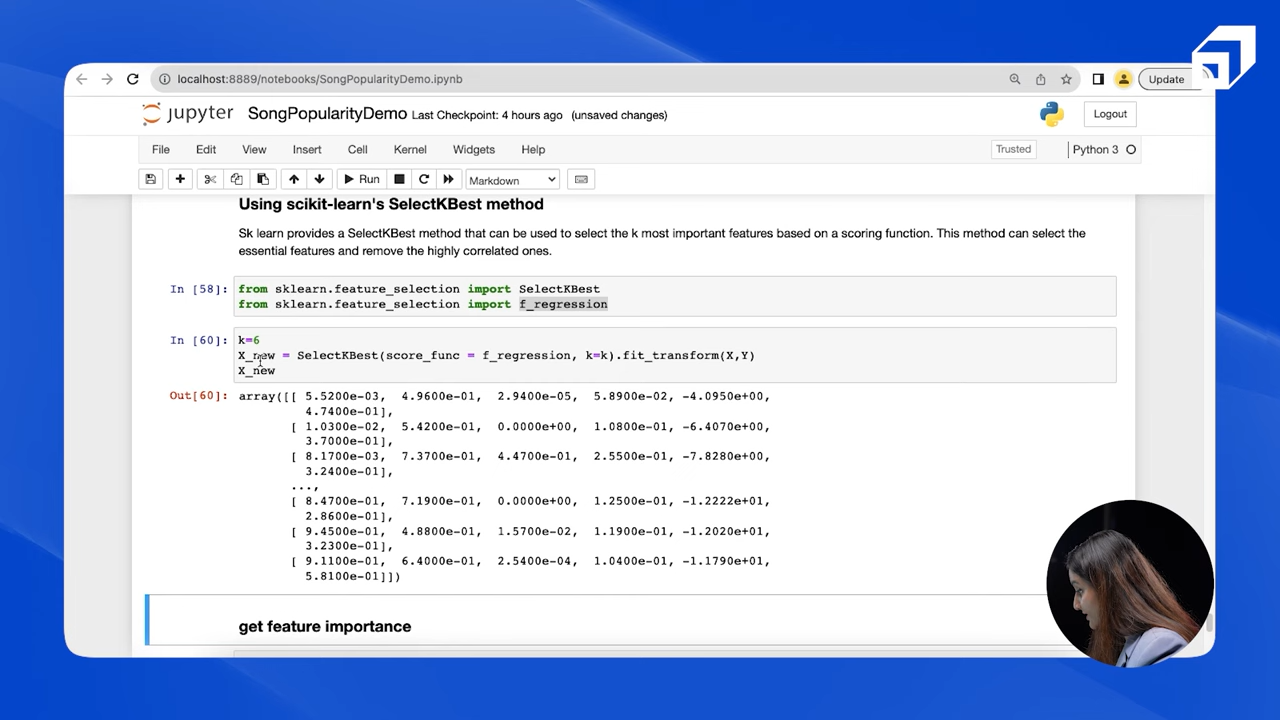 localhost:8889/notebooks/SongPopularityDemo.ipynb
Update
jupyter SongPopularityDemo Last Checkpoint: 4 hours ago (unsaved changes)
Logout
File Edit View Insert Cell Kernel Widgets Help
Trusted
Python 3
Run
Markdown
Using scikit-learn's SelectKBest method
Sk learn provides a SelectKBest method that can be used to select the k most important features based on a scoring function. This method can select the
essential features and remove the highly correlated ones.
In [58]: from sklearn.feature_selection import SelectKBest
from sklearn.feature_selection import f_regression
In [60]: k=6
X_new = SelectKBest(score_func = f_regression, k=k).fit_transform(X,Y)
X_new
Out[60]: array([[ 5.5200e-03, 4.9600e-01, 2.9400e-05, 5.8900e-02, -4.0950e+00,
4.7400e-01],
[ 1.0300e-02, 5.4200e-01, 0.0000e+00, 1.0800e-01, -6.4070e+00,
3.7000e-01],
[ 8.1700e-03, 7.3700e-01, 4.4700e-01, 2.5500e-01, -7.8280e+00,
3.2400e-01],
...,
[ 8.4700e-01, 7.1900e-01, 0.0000e+00, 1.2500e-01, -1.2222e+01,
2.8600e-01],
[ 9.4500e-01, 4.8800e-01, 1.5700e-02, 1.1900e-01, -1.2020e+01,
3.2300e-01],
[ 9.1100e-01, 6.4000e-01, 2.5400e-04, 1.0400e-01, -1.1790e+01,
5.8100e-01]])
get feature importance